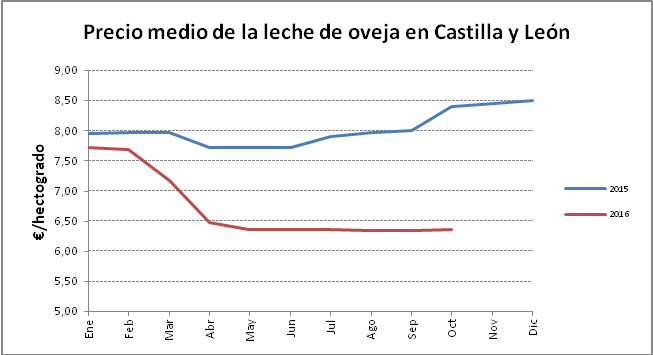 Precio medio de la leche de oveja en Castilla y León
9,00
8,50
8,00
7,50
7,00
6,50
6,00
5,50
5,00
€/hectogrado
Ene
Feb
Mar
Abr
May
Jun
Jul
Ago
Sep
Oct
Nov
Dic
2015
2016